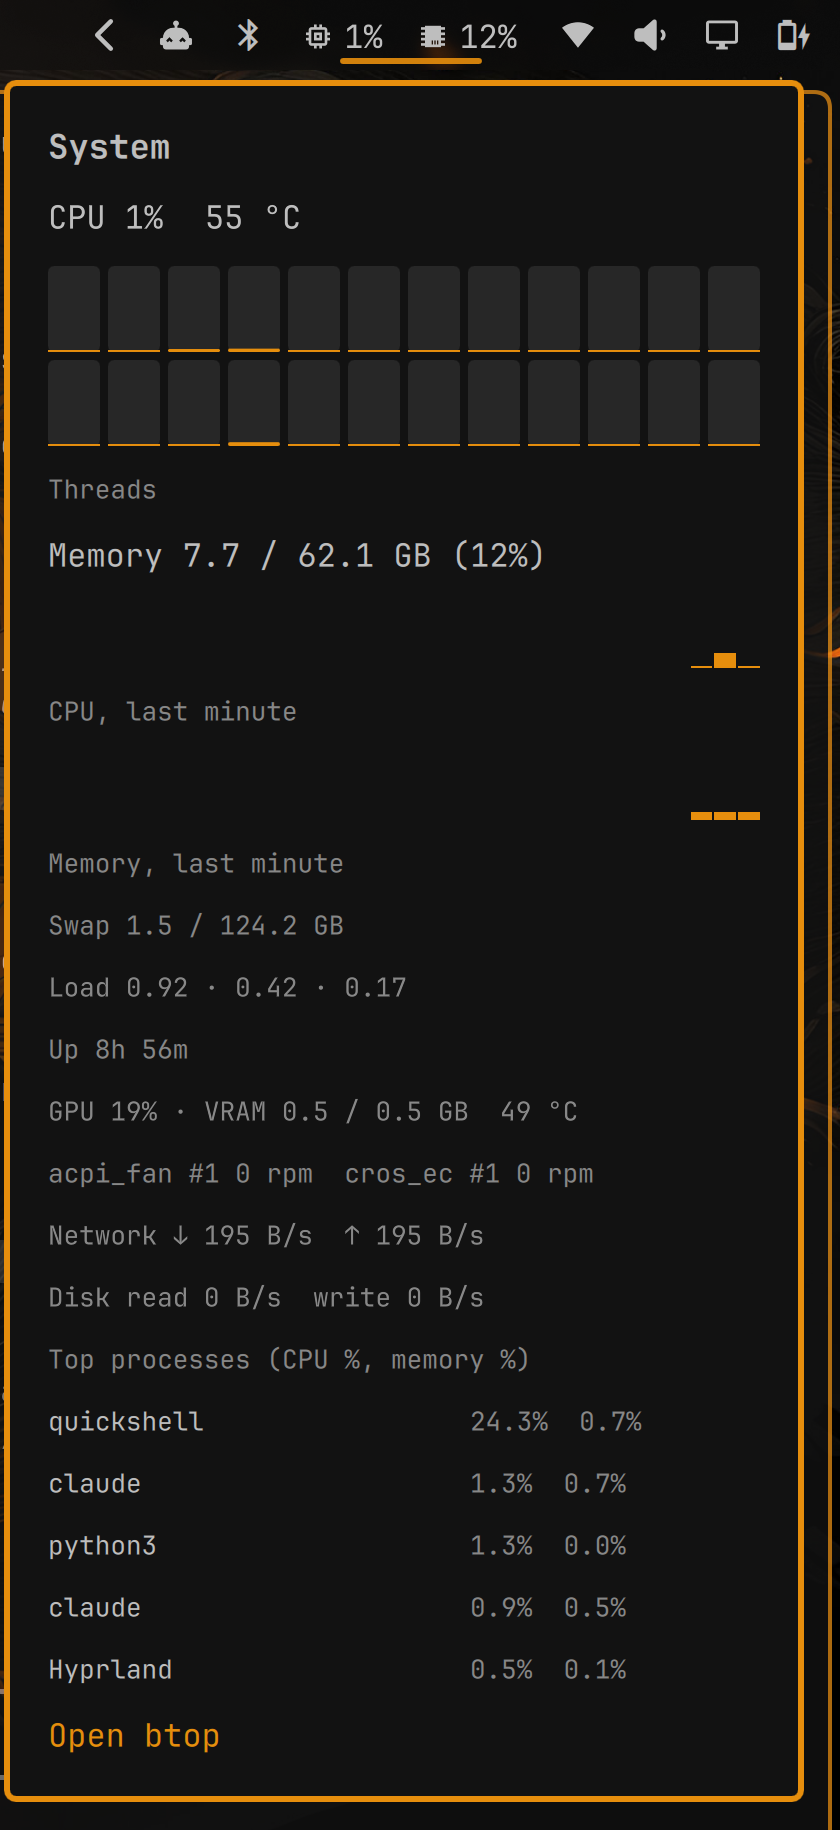 1% 12%
System
CPU 1% 55 °C
Threads
Memory 7.7 / 62.1 GB (12%)
CPU, last minute
Memory, last minute
Swap 1.5 / 124.2 GB
Load 0.92 · 0.42 · 0.17
Up 8h 56m
GPU 19% · VRAM 0.5 / 0.5 GB 49 °C
acpi_fan #1 0 rpm cros_ec #1 0 rpm
Network ↓ 195 B/s ↑ 195 B/s
Disk read 0 B/s write 0 B/s
Top processes (CPU %, memory %)
quickshell 24.3% 0.7%
claude 1.3% 0.7%
python3 1.3% 0.0%
claude 0.9% 0.5%
Hyprland 0.5% 0.1%
Open btop